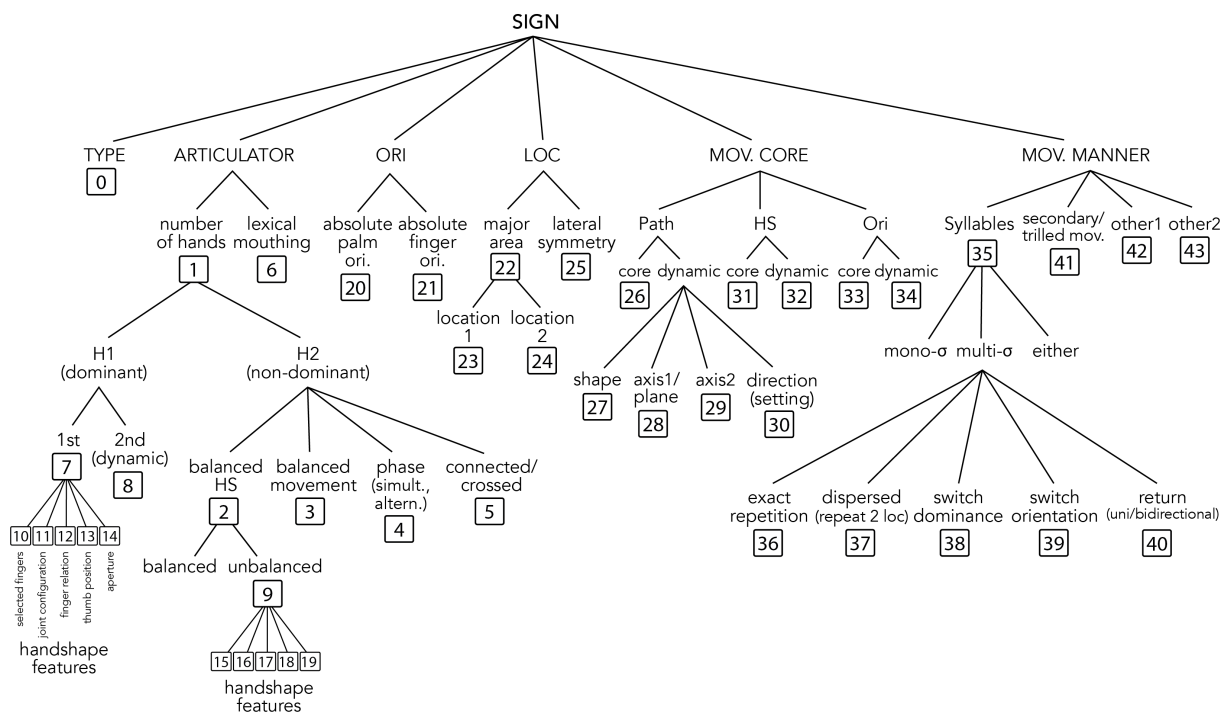 SIGN
TYPE
0
ARTICULATOR
ORI
LOC
MOV. CORE
MOV. MANNER
number
of hands
1
lexical
mouthing
6
absolute
palm
ori.
20
absolute
finger
ori.
21
major
area
22
lateral
symmetry
25
Path
HS
Ori
Syllables
35
secondary/
trilled mov.
41
other1
42
other2
43
location
1
23
location
2
24
core dynamic
26
core dynamic
31 32
core dynamic
33 34
shape
27
axis1/
plane
28
axis2
29
direction
(setting)
30
mono-σ multi-σ either
H1
(dominant)
H2
(non-dominant)
1st
7
2nd
(dynamic)
8
balanced
HS
2
balanced
movement
3
phase
(simult.,
altern.)
4
connected/
crossed
5
exact
repetition
36
dispersed
(repeat 2 loc)
37
switch
dominance
38
switch
orientation
39
return
(uni/bidirectional)
40
10 11 12 13 14
selected fingers
joint configuration
finger relation
thumb position
aperture
handshape
features
balanced unbalanced
9
15 16 17 18 19
handshape
features